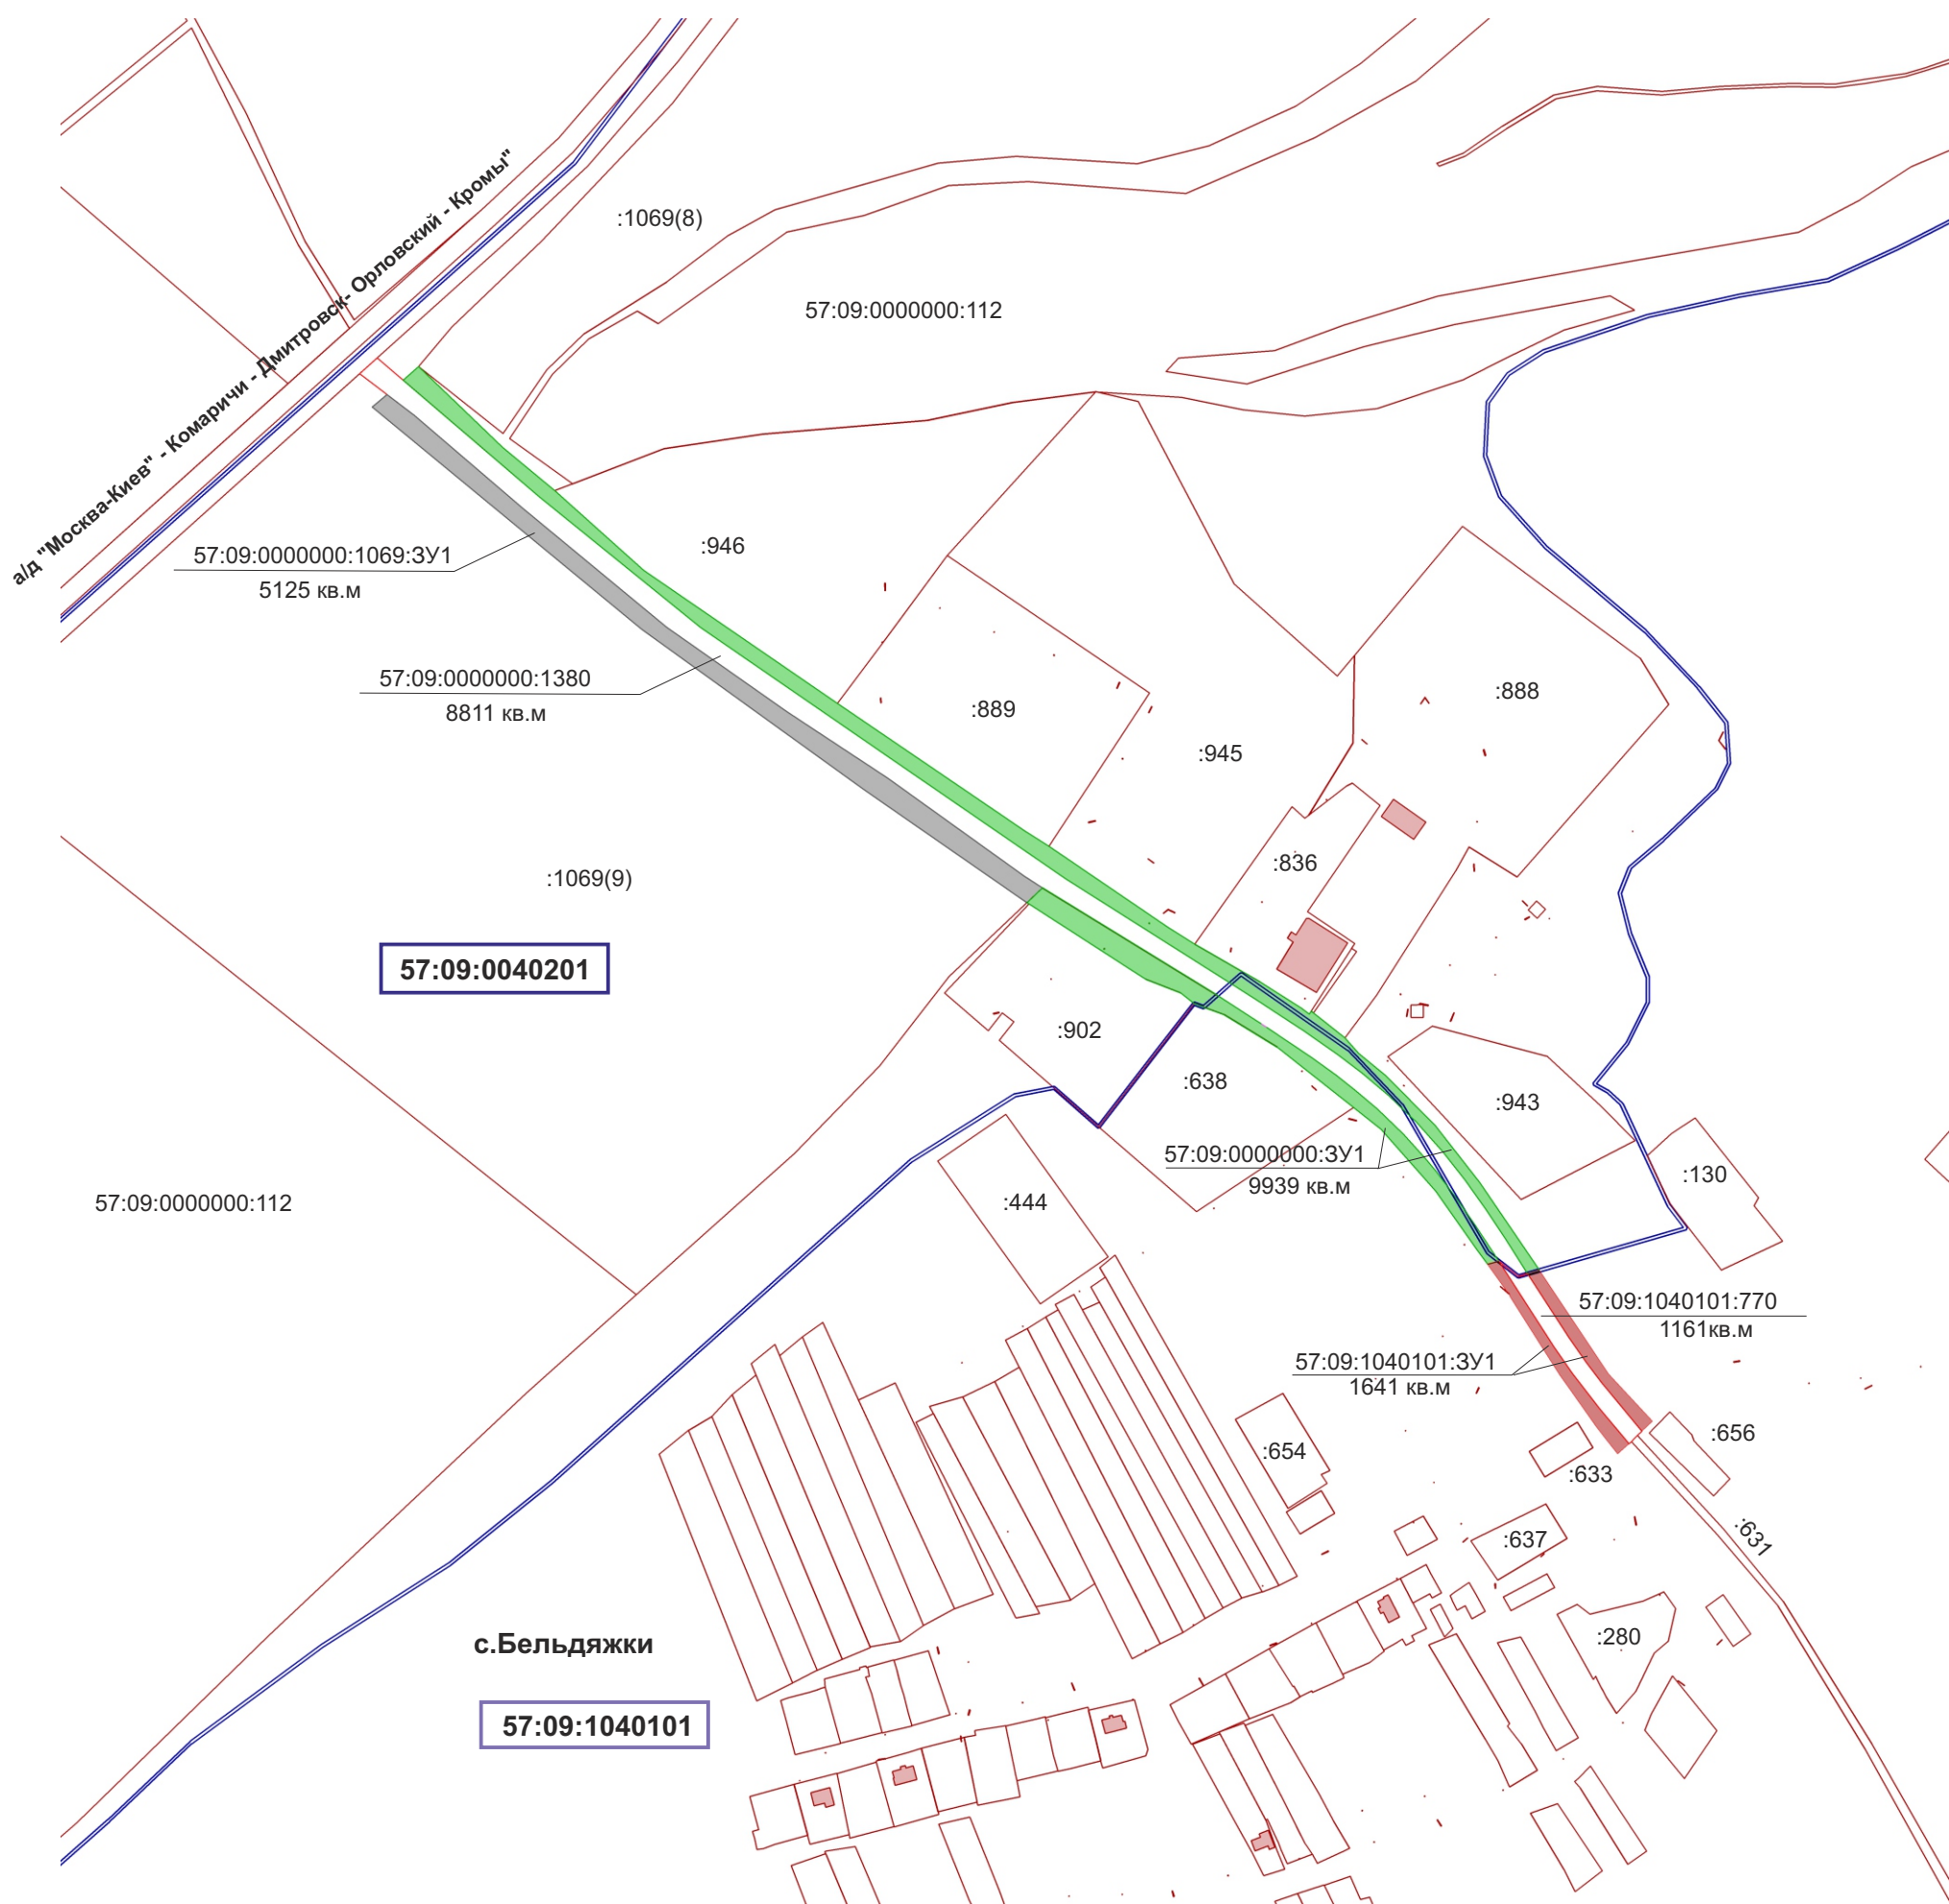 :1069(8)
а/д "Москва-Киев" - Комаричи - Дмитровск- Орловский - Кромы"
57:09:0000000:112
57:09:0000000:1069:ЗУ1
5125 кв.м
:946
57:09:0000000:1380
8811 кв.м
:889
:888
:945
:836
:1069(9)
57:09:0040201
:902
:638
:943
57:09:0000000:ЗУ1
9939 кв.м
:130
57:09:0000000:112
:444
57:09:1040101:770
1161кв.м
57:09:1040101:ЗУ1
1641 кв.м
:654
:656
:633
:637
:631
:280
с.Бельдяжки
57:09:1040101